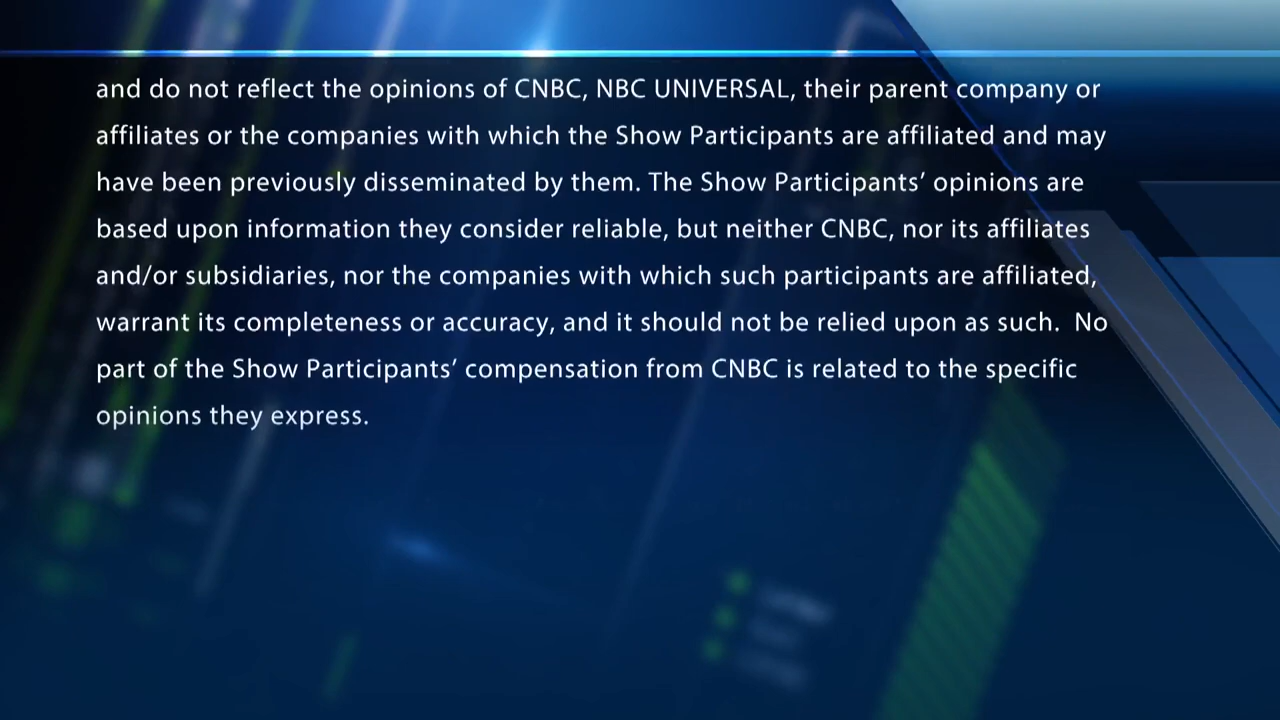 and do not reflect the opinions of CNBC, NBC UNIVERSAL, their parent company or
affiliates or the companies with which the Show Participants are affiliated and may
have been previously disseminated by them. The Show Participants’ opinions are
based upon information they consider reliable, but neither CNBC, nor its affiliates
and/or subsidiaries, nor the companies with which such participants are affiliated,
warrant its completeness or accuracy, and it should not be relied upon as such.  No
part of the Show Participants’ compensation from CNBC is related to the specific
opinions they express.